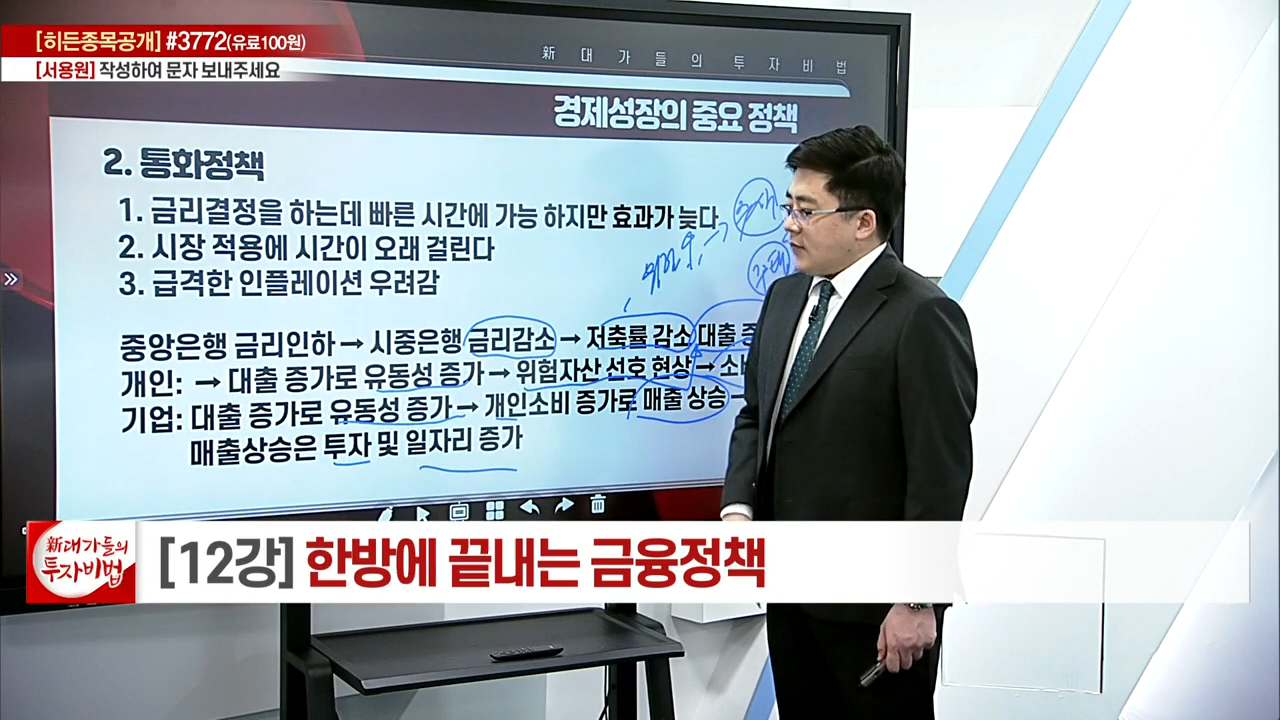 [히든종목공개] #3772(유료100원)
[서용원] 작성하여 문자 보내주세요
新 대 가 들 의 투 자 비 법
경제성장의 중요 정책
2. 통화정책
1. 금리결정을 하는데 빠른 시간에 가능 하지만 효과가 늦다
2. 시장 적용에 시간이 오래 걸린다
3. 급격한 인플레이션 우려감
중앙은행 금리인하 → 시중은행 금리감소 → 저축률 감소 대출
개인: → 대출 증가로 유동성 증가 → 위험자산 선호 현상 →
기업: 대출 증가로 유동성 증가 → 개인소비 증가로 매출 상승 →
매출상승은 투자 및 일자리 증가
新대가들의
투자비법
[12강] 한방에 끝내는 금융정책